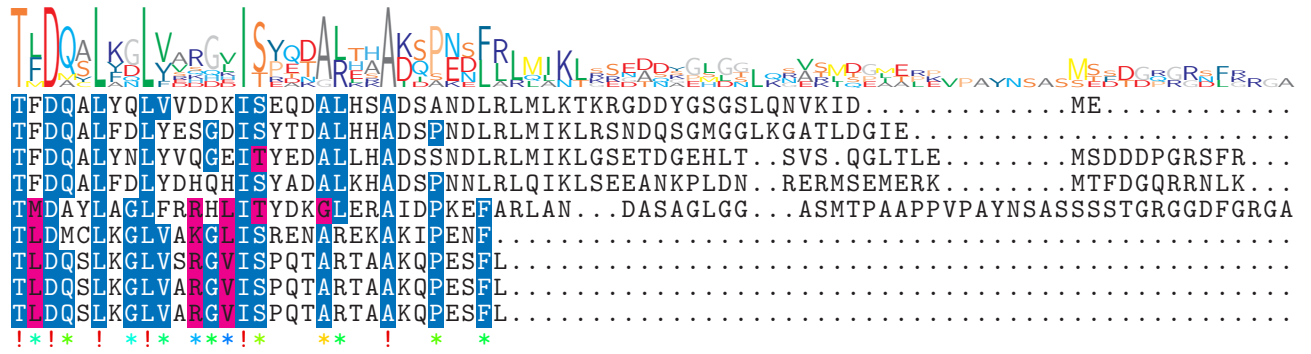 TFDQALYQLVVDDKISEQDALHSADSANDLRLMLKTKRGDDYGSGSLQNVKID.............ME............
TFDQALFDLYESGDISYTDALHHADSPNDLRLMIKLRSNDQSGMGGLKGATLDGIE........................
TFDQALYNLYVQGEITYEDALLHADSSNDLRLMIKLGSETDGEHLT..SVS.QGLTLE........MSDDDPGRSFR...
TFDQALFDLYDHQHISYADALKHADSPNNLRLQIKLSEEANKPLDN..RERMSEMERK........MTFDGQRRNLK...
TMDAYLAGLFRRHLITYDKGLERAIDPKEFARLAN...DASAGLGG...ASMTPAAPPVPAYNSASSSSTGRGGDFGRGA
TLDMCLKGLVAKGLISRENAREKAKIPENF..................................................
TLDQSLKGLVSRGVISPQTARTAAKQPESFL.................................................
TLDQSLKGLVARGVISPQTARTAAKQPESFL.................................................
TLDQSLKGLVARGVISPQTARTAAKQPESFL.................................................
!*!* ! *!* ***!*   **  !  *  *